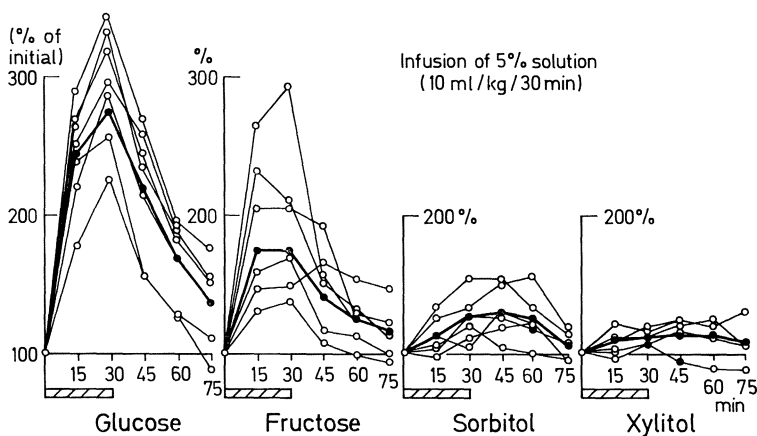 (% of
initial)
300
200
100
15 30 45 60 75
Glucose
%
300
200
100
15 30 45 60 75
Fructose
Infusion of 5% solution
(10 ml/kg/30 min)
200%
15 30 45 60 75
Sorbitol
200%
15 30 45 60 75
min
Xylitol